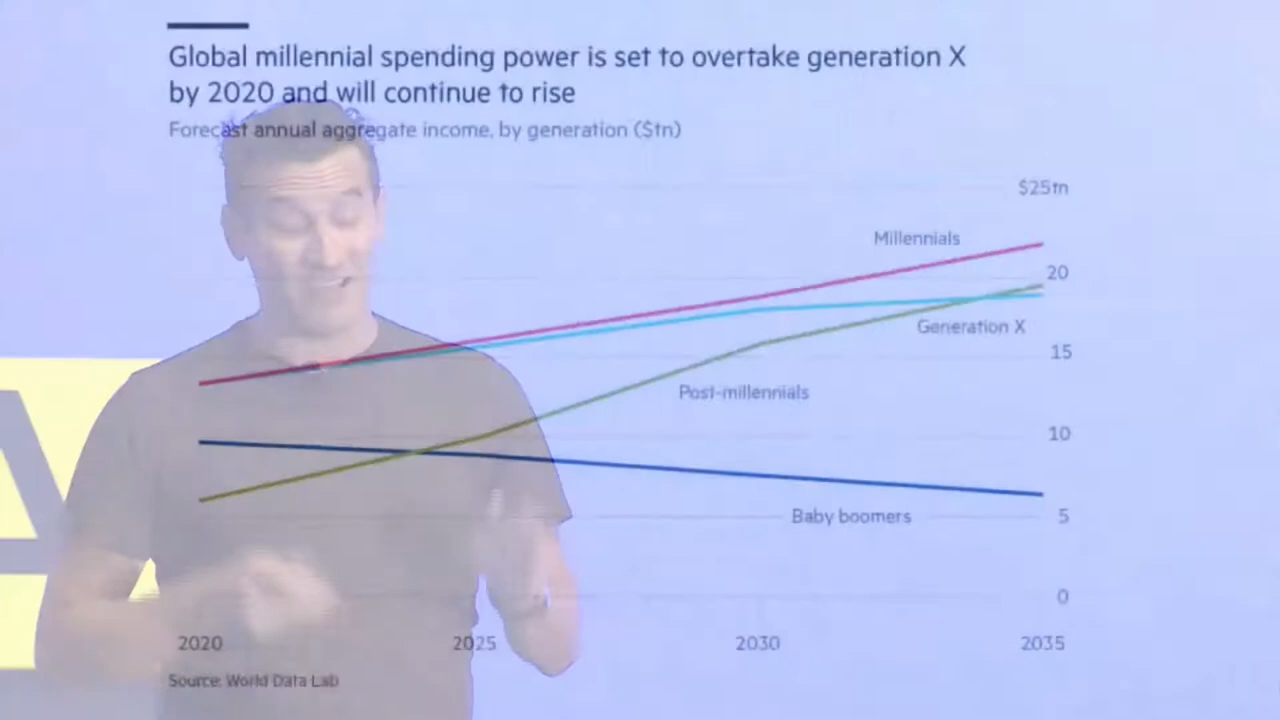 Global millennial spending power is set to overtake generation X
by 2020 and will continue to rise
Forecast annual aggregate income, by generation ($tn)
$25tn
Millennials
20
Generation X
15
Post-millennials
10
Baby boomers
5
0
2020 2025 2030 2035
Source: World Data Lab